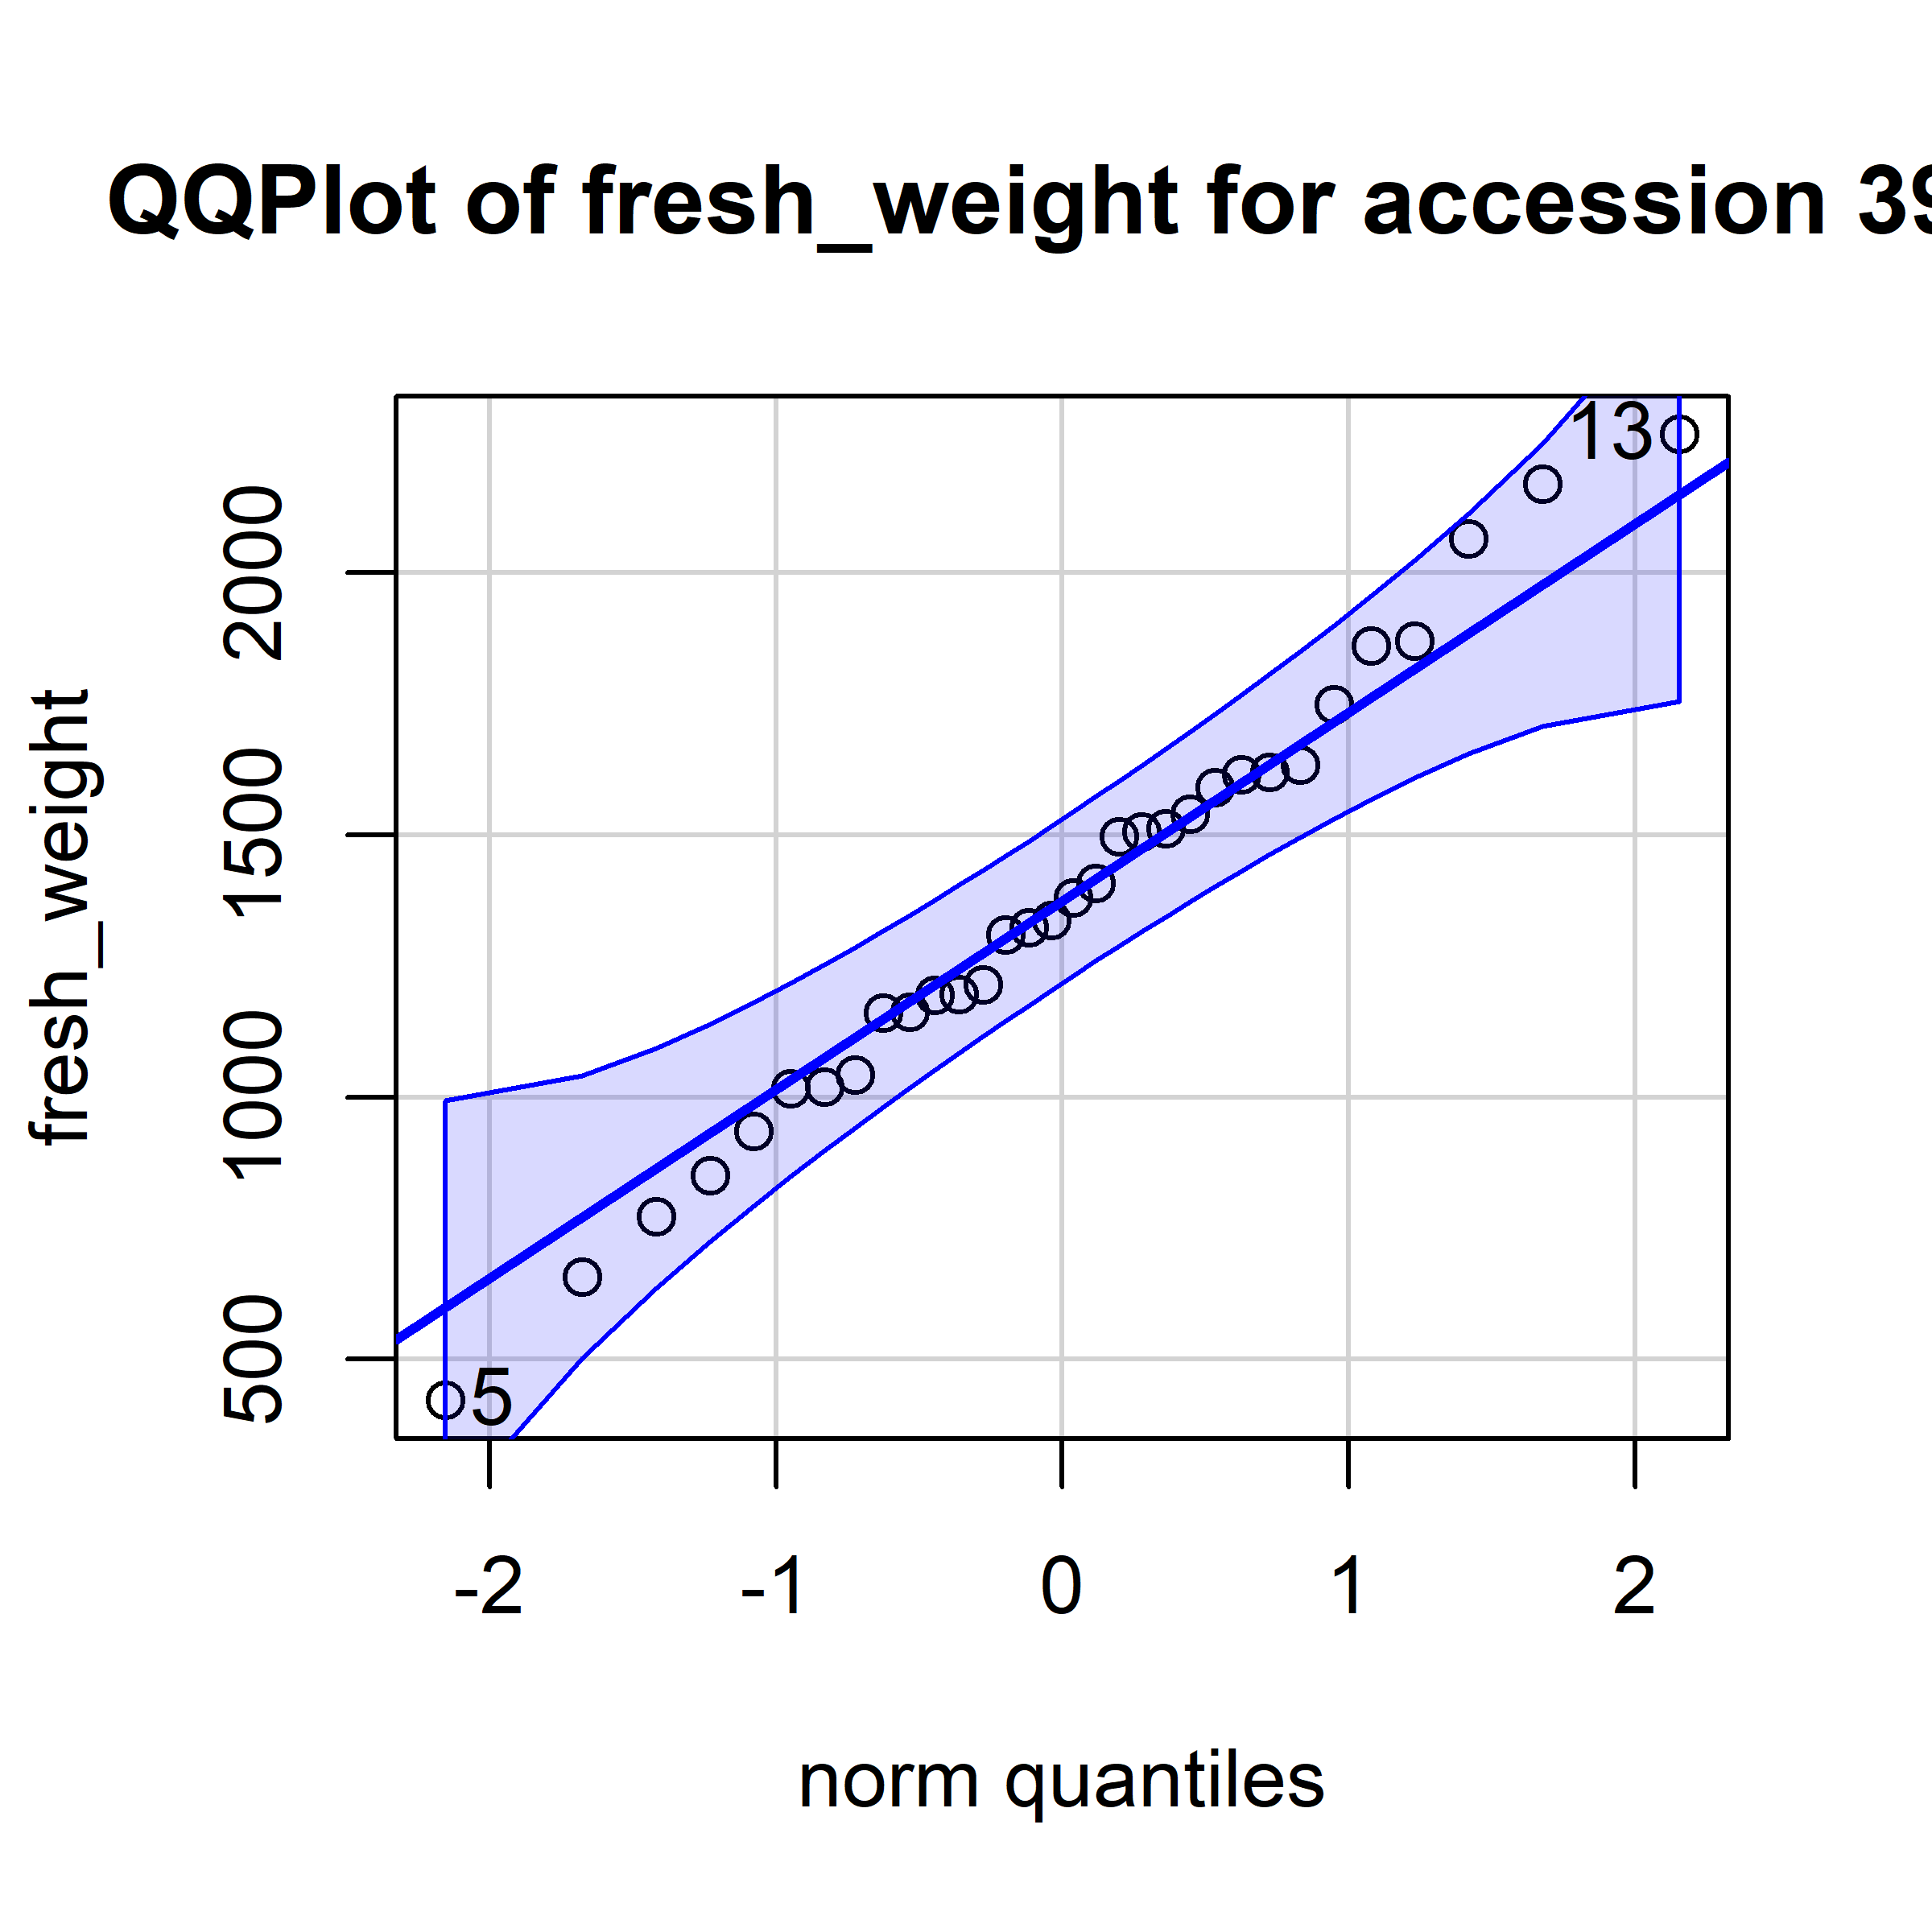 QQPlot of fresh_weight for accession 39
13
2000
1500
1000
500
fresh_weight
5
-2 -1 0 1 2
norm quantiles